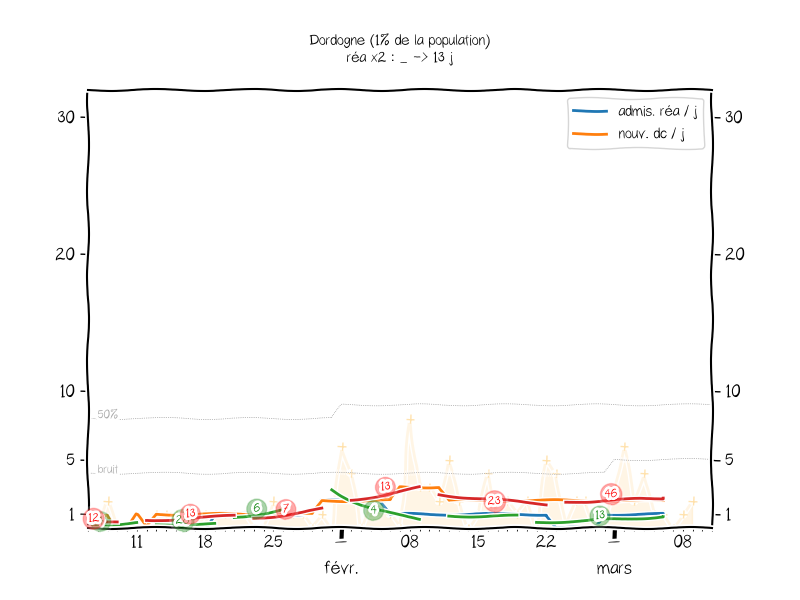 Dordogne (1% de la population)
réa x2 : _ -> 13 j
admis. réa / j
nouv. dc / j
30 30
20 20
10 10
50%
bruit
5 5
1 1
12 13 6 7 13 4 23 46 13
11 18 25 08 15 22 08
févr. mars